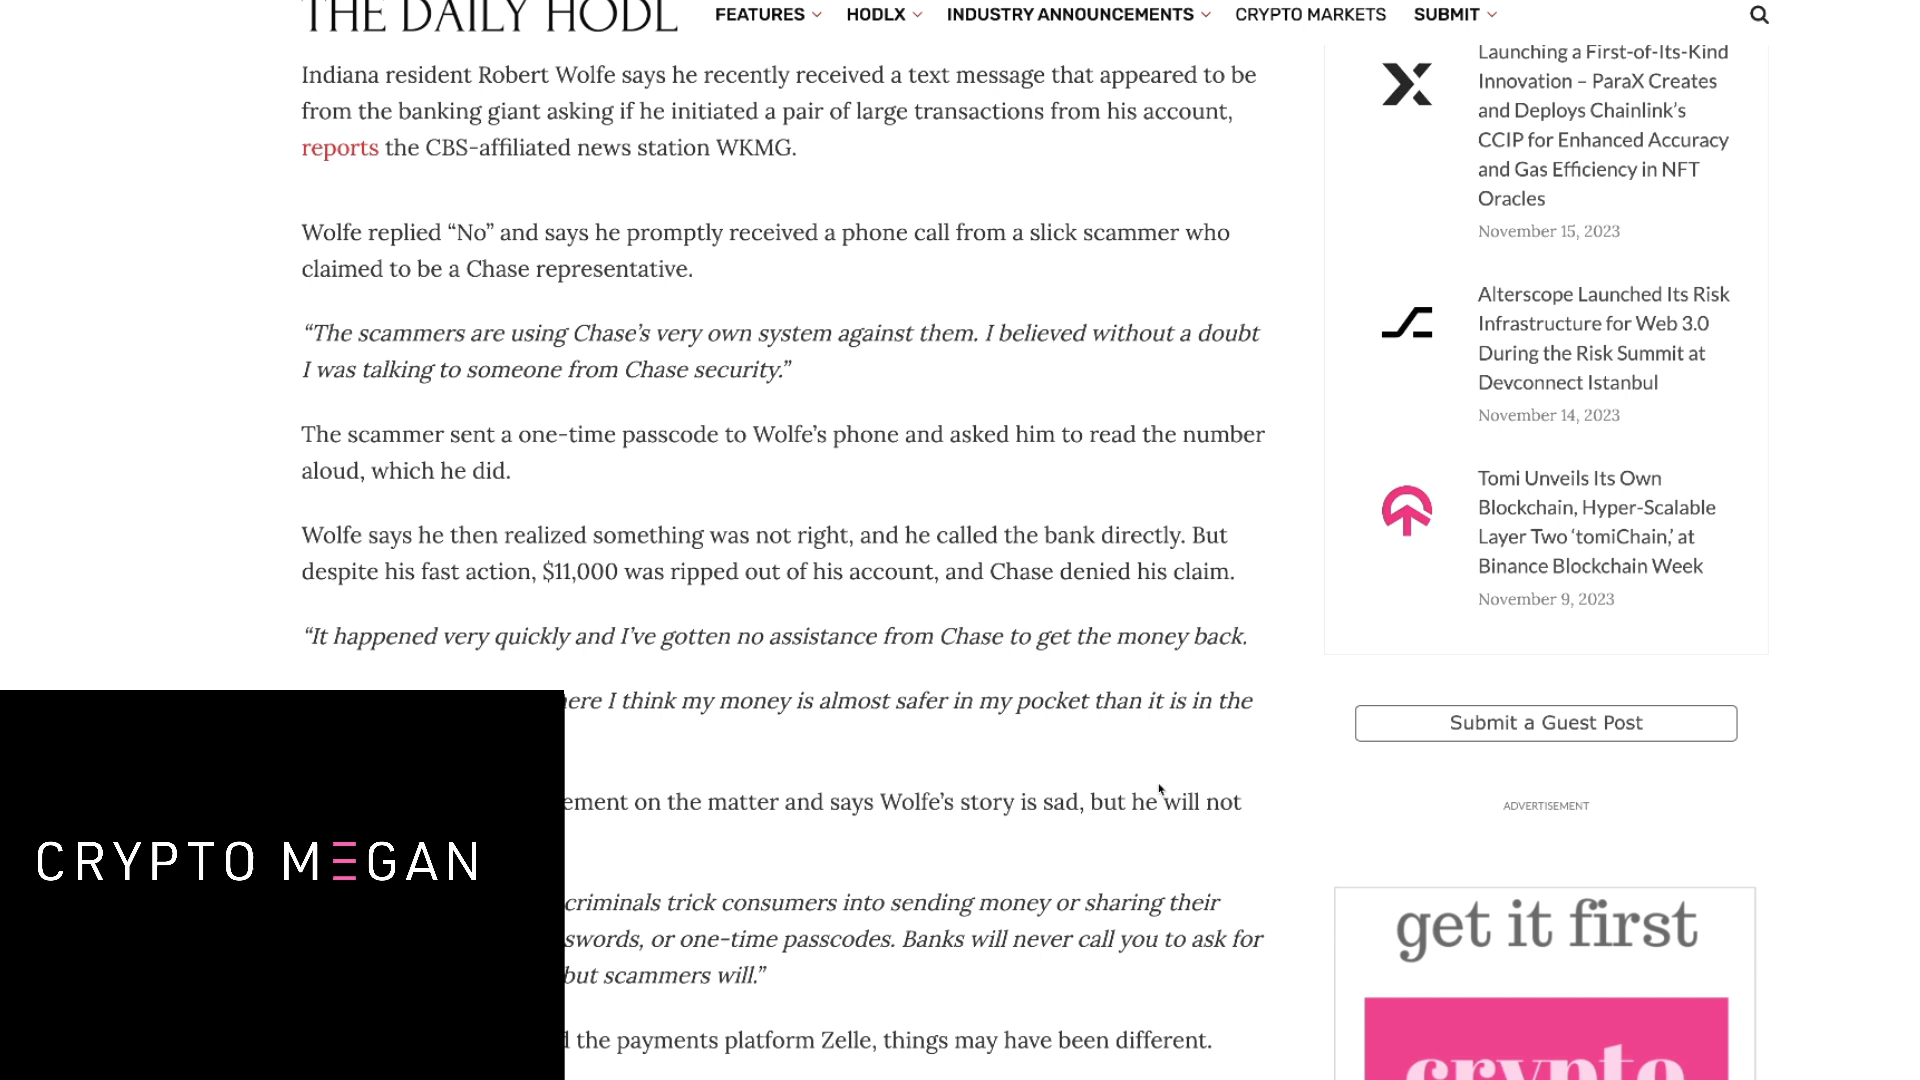 THE DAILY HODL
FEATURES
HODLX
INDUSTRY ANNOUNCEMENTS
CRYPTO MARKETS
SUBMIT
Indiana resident Robert Wolfe says he recently received a text message that appeared to be
from the banking giant asking if he initiated a pair of large transactions from his account,
reports the CBS-affiliated news station WKMG.
Wolfe replied “No” and says he promptly received a phone call from a slick scammer who
claimed to be a Chase representative.
“The scammers are using Chase’s very own system against them. I believed without a doubt
I was talking to someone from Chase security.”
The scammer sent a one-time passcode to Wolfe’s phone and asked him to read the number
aloud, which he did.
Wolfe says he then realized something was not right, and he called the bank directly. But
despite his fast action, $11,000 was ripped out of his account, and Chase denied his claim.
“It happened very quickly and I’ve gotten no assistance from Chase to get the money back.
I think my money is almost safer in my pocket than it is in the
on the matter and says Wolfe’s story is sad, but he will not
criminals trick consumers into sending money or sharing their
or one-time passcodes. Banks will never call you to ask for
but scammers will.”
the payments platform Zelle, things may have been different.
CRYPTO MEGAN
Launching a First-of-Its-Kind
Innovation – ParaX Creates
and Deploys Chainlink’s
CCIP for Enhanced Accuracy
and Gas Efficiency in NFT
Oracles
November 15, 2023
Alterscope Launched Its Risk
Infrastructure for Web 3.0
During the Risk Summit at
Devconnect Istanbul
November 14, 2023
Tomi Unveils Its Own
Blockchain, Hyper-Scalable
Layer Two ‘tomiChain,’ at
Binance Blockchain Week
November 9, 2023
Submit a Guest Post
ADVERTISEMENT
get it first
crypto